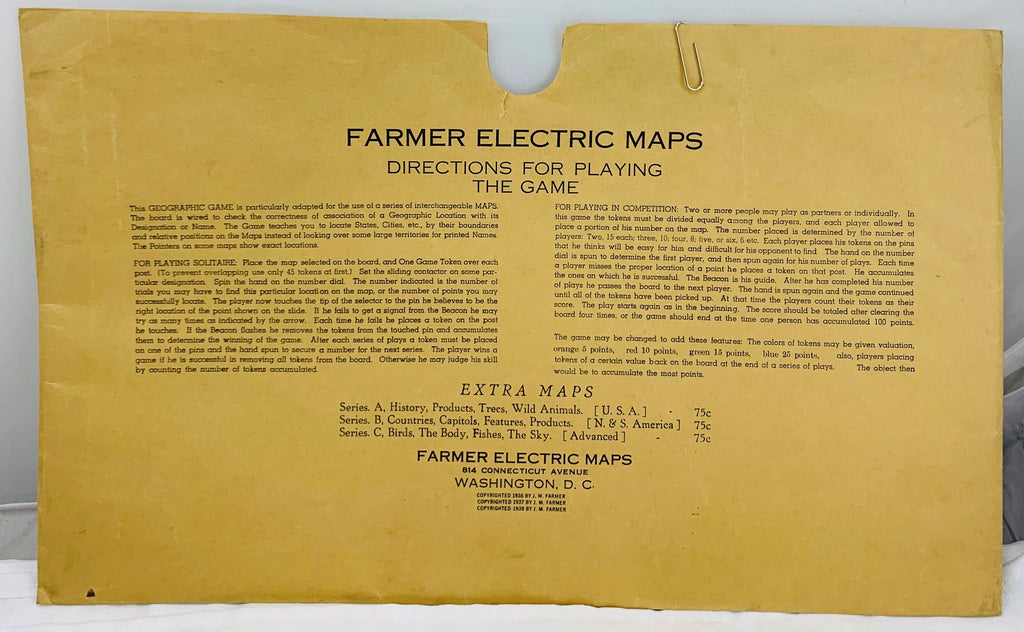 FARMER ELECTRIC MAPS
DIRECTIONS FOR PLAYING
THE GAME
This GEOGRAPHIC GAME is particularly adapted for the use of a series of interchangeable MAPS.
The board is wired to check the correctness of association of a Geographic Location with its
Designation or Name. The Game teaches you to locate States, Cities, etc., by their boundaries
and relative positions on the Maps instead of looking over some large territories for printed Names.
The Pointers on some maps show exact locations.
FOR PLAYING SOLITAIRE: Place the map selected on the board, and One Game Token over each
post. (To prevent overlapping use only 45 tokens at first.) Set the sliding contactor on some par-
ticular designation. Spin the hand on the number dial. The number indicated is the number of
trials you may have to find this particular location on the map, or the number of points you may
successfully locate. The player now touches the tip of the selector to the pin he believes to be the
right location of the point shown on the slide. If he fails to get a signal from the Beacon he may
try as many times as indicated by the arrow. Each time he fails he places a token on the post
he touches. If the Beacon flashes he removes the tokens from the touched pin and accumulates
them to determine the winning of the game. After each series of plays a token must be placed
on one of the pins and the hand spun to secure a number for the next series. The player wins a
game if he is successful in removing all tokens from the board. Otherwise he may judge his skill
by counting the number of tokens accumulated.
FOR PLAYING IN COMPETITION: Two or more people may play as partners or individually. In
this game the tokens must be divided equally among the players, and each player allowed to
place a portion of his number on the map. The number placed is determined by the number of
players: Two, 15 each; three, 10; four, 8; five, or six, 6 etc. Each player places his tokens on the pins
that he thinks will be easy for him and difficult for his opponent to find. The hand on the number
dial is spun to determine the first player, and then spun again for his number of plays. Each time
a player misses the proper location of a point he places a token on that post. He accumulates
the ones on which he is successful. The Beacon is his guide. After he has completed his number
of plays he passes the board to the next player. The hand is spun again and the game continued
until all of the tokens have been picked up. At that time the players count their tokens as their
score. The play starts again as in the beginning. The score should be totaled after clearing the
board four times, or the game should end at the time one person has accumulated 100 points.
The game may be changed to add these features: The colors of tokens may be given valuation,
orange 5 points, red 10 points, green 15 points, blue 25 points, also, players placing
tokens of a certain value back on the board at the end of a series of plays. The object then
would be to accumulate the most points.
EXTRA MAPS
Series. A, History, Products, Trees, Wild Animals. [ U. S. A. ] - 75c
Series. B, Countries, Capitols, Features, Products. [ N. & S. America ] 75c
Series. C, Birds, The Body, Fishes, The Sky. [ Advanced ] - 75c
FARMER ELECTRIC MAPS
814 CONNECTICUT AVENUE
WASHINGTON, D. C.
COPYRIGHTED 1936 BY J. M. FARMER
COPYRIGHTED 1937 BY J. M. FARMER
COPYRIGHTED 1938 BY J. M. FARMER